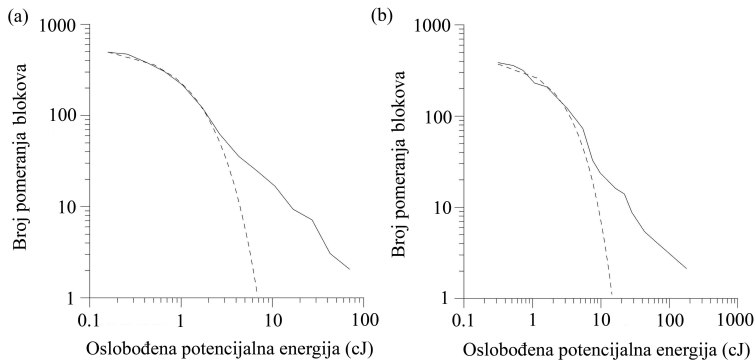 (a)
Broj pomeranja blokova
1000
100
10
1
0.1 1 10 100
Oslobođena potencijalna energija (cJ)
(b)
Broj pomeranja blokova
1000
100
10
1
0.1 1 10 100 1000
Oslobođena potencijalna energija (cJ)